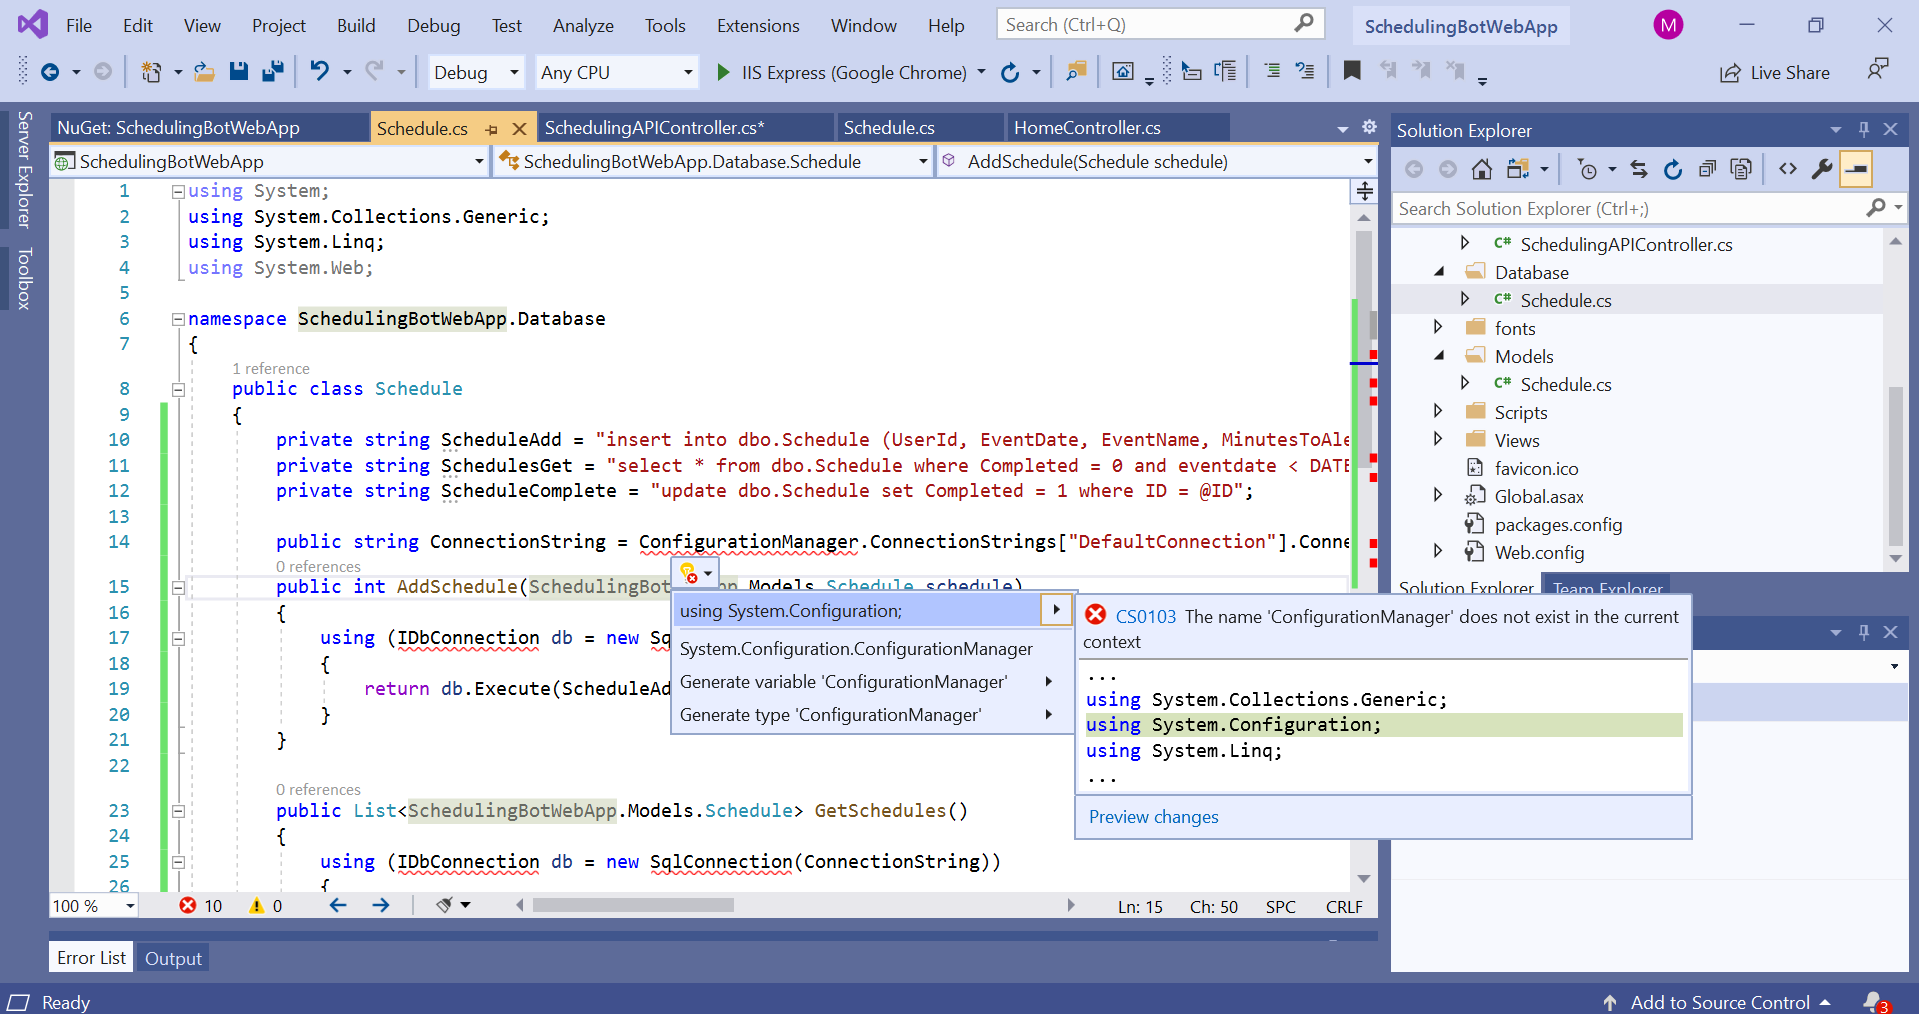 File Edit View Project Build Debug Test Analyze Tools Extensions Window Help Search (Ctrl+Q) SchedulingBotWebApp M
Debug Any CPU IIS Express (Google Chrome) Live Share
Server Explorer
Toolbox
NuGet: SchedulingBotWebApp Schedule.cs SchedulingAPIController.cs* Schedule.cs HomeController.cs
SchedulingBotWebApp SchedulingBotWebApp.Database.Schedule AddSchedule(Schedule schedule)
1 using System;
2 using System.Collections.Generic;
3 using System.Linq;
4 using System.Web;
5
6 namespace SchedulingBotWebApp.Database
7 {
1 reference
8 public class Schedule
9 {
10 private string ScheduleAdd = "insert into dbo.Schedule (UserId, EventDate, EventName, MinutesToAle
11 private string SchedulesGet = "select * from dbo.Schedule where Completed = 0 and eventdate < DATE
12 private string ScheduleComplete = "update dbo.Schedule set Completed = 1 where ID = @ID";
13
14 public string ConnectionString = ConfigurationManager.ConnectionStrings["DefaultConnection"].Conne
0 references
15 public int AddSchedule(SchedulingBot p.Models.Schedule schedule)
16 {
17 using (IDbConnection db = new Sq
18 {
19 return db.Execute(ScheduleAd
20 }
21 }
22
0 references
23 public List<SchedulingBotWebApp.Models.Schedule> GetSchedules()
24 {
25 using (IDbConnection db = new SqlConnection(ConnectionString))
26 {
using System.Configuration;
System.Configuration.ConfigurationManager
Generate variable 'ConfigurationManager'
Generate type 'ConfigurationManager'
CS0103 The name 'ConfigurationManager' does not exist in the current
context
...
using System.Collections.Generic;
using System.Configuration;
using System.Linq;
...
Preview changes
100 % 10 0 Ln: 15 Ch: 50 SPC CRLF
Error List Output
Solution Explorer
Search Solution Explorer (Ctrl+;)
C# SchedulingAPIController.cs
Database
C# Schedule.cs
fonts
Models
C# Schedule.cs
Scripts
Views
favicon.ico
Global.asax
packages.config
Web.config
Solution Explorer Team Explorer
Ready Add to Source Control 3